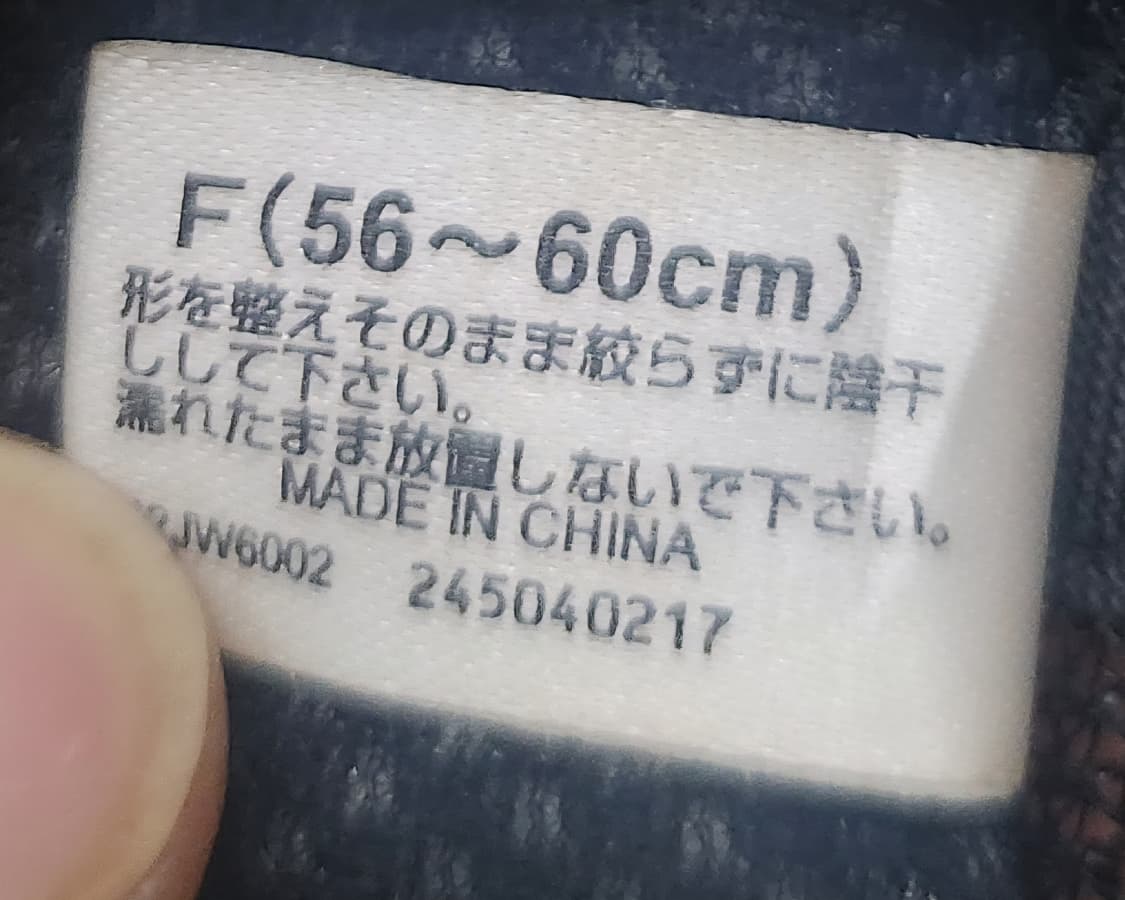 F(56～60cm)
形を整えそのまま絞らずに陰干
しして下さい。
濡れたまま放置しないで下さい。
MADE IN CHINA
JW6002 245040217